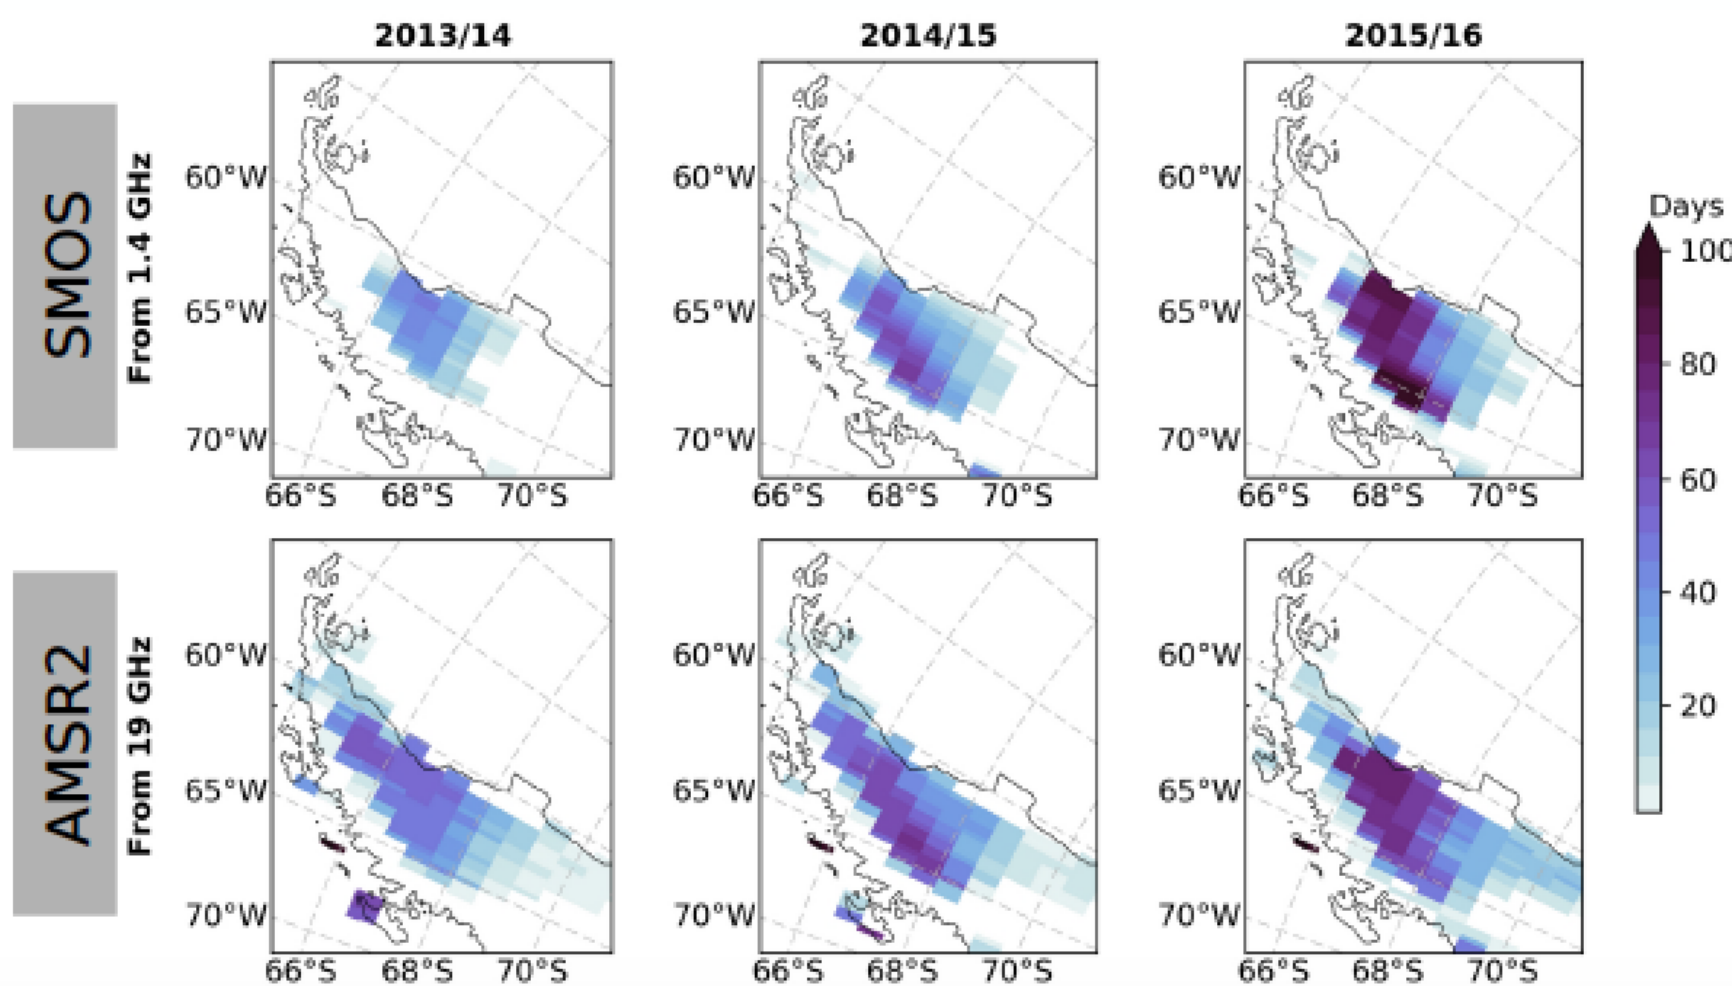 2013/14 2014/15 2015/16
SMOS
From 1.4 GHz
60°W 60°W 60°W
65°W 65°W 65°W
70°W 70°W 70°W
66°S 68°S 70°S 66°S 68°S 70°S 66°S 68°S 70°S
Days
100
80
60
40
20
AMSR2
From 19 GHz
60°W 60°W 60°W
65°W 65°W 65°W
70°W 70°W 70°W
66°S 68°S 70°S 66°S 68°S 70°S 66°S 68°S 70°S